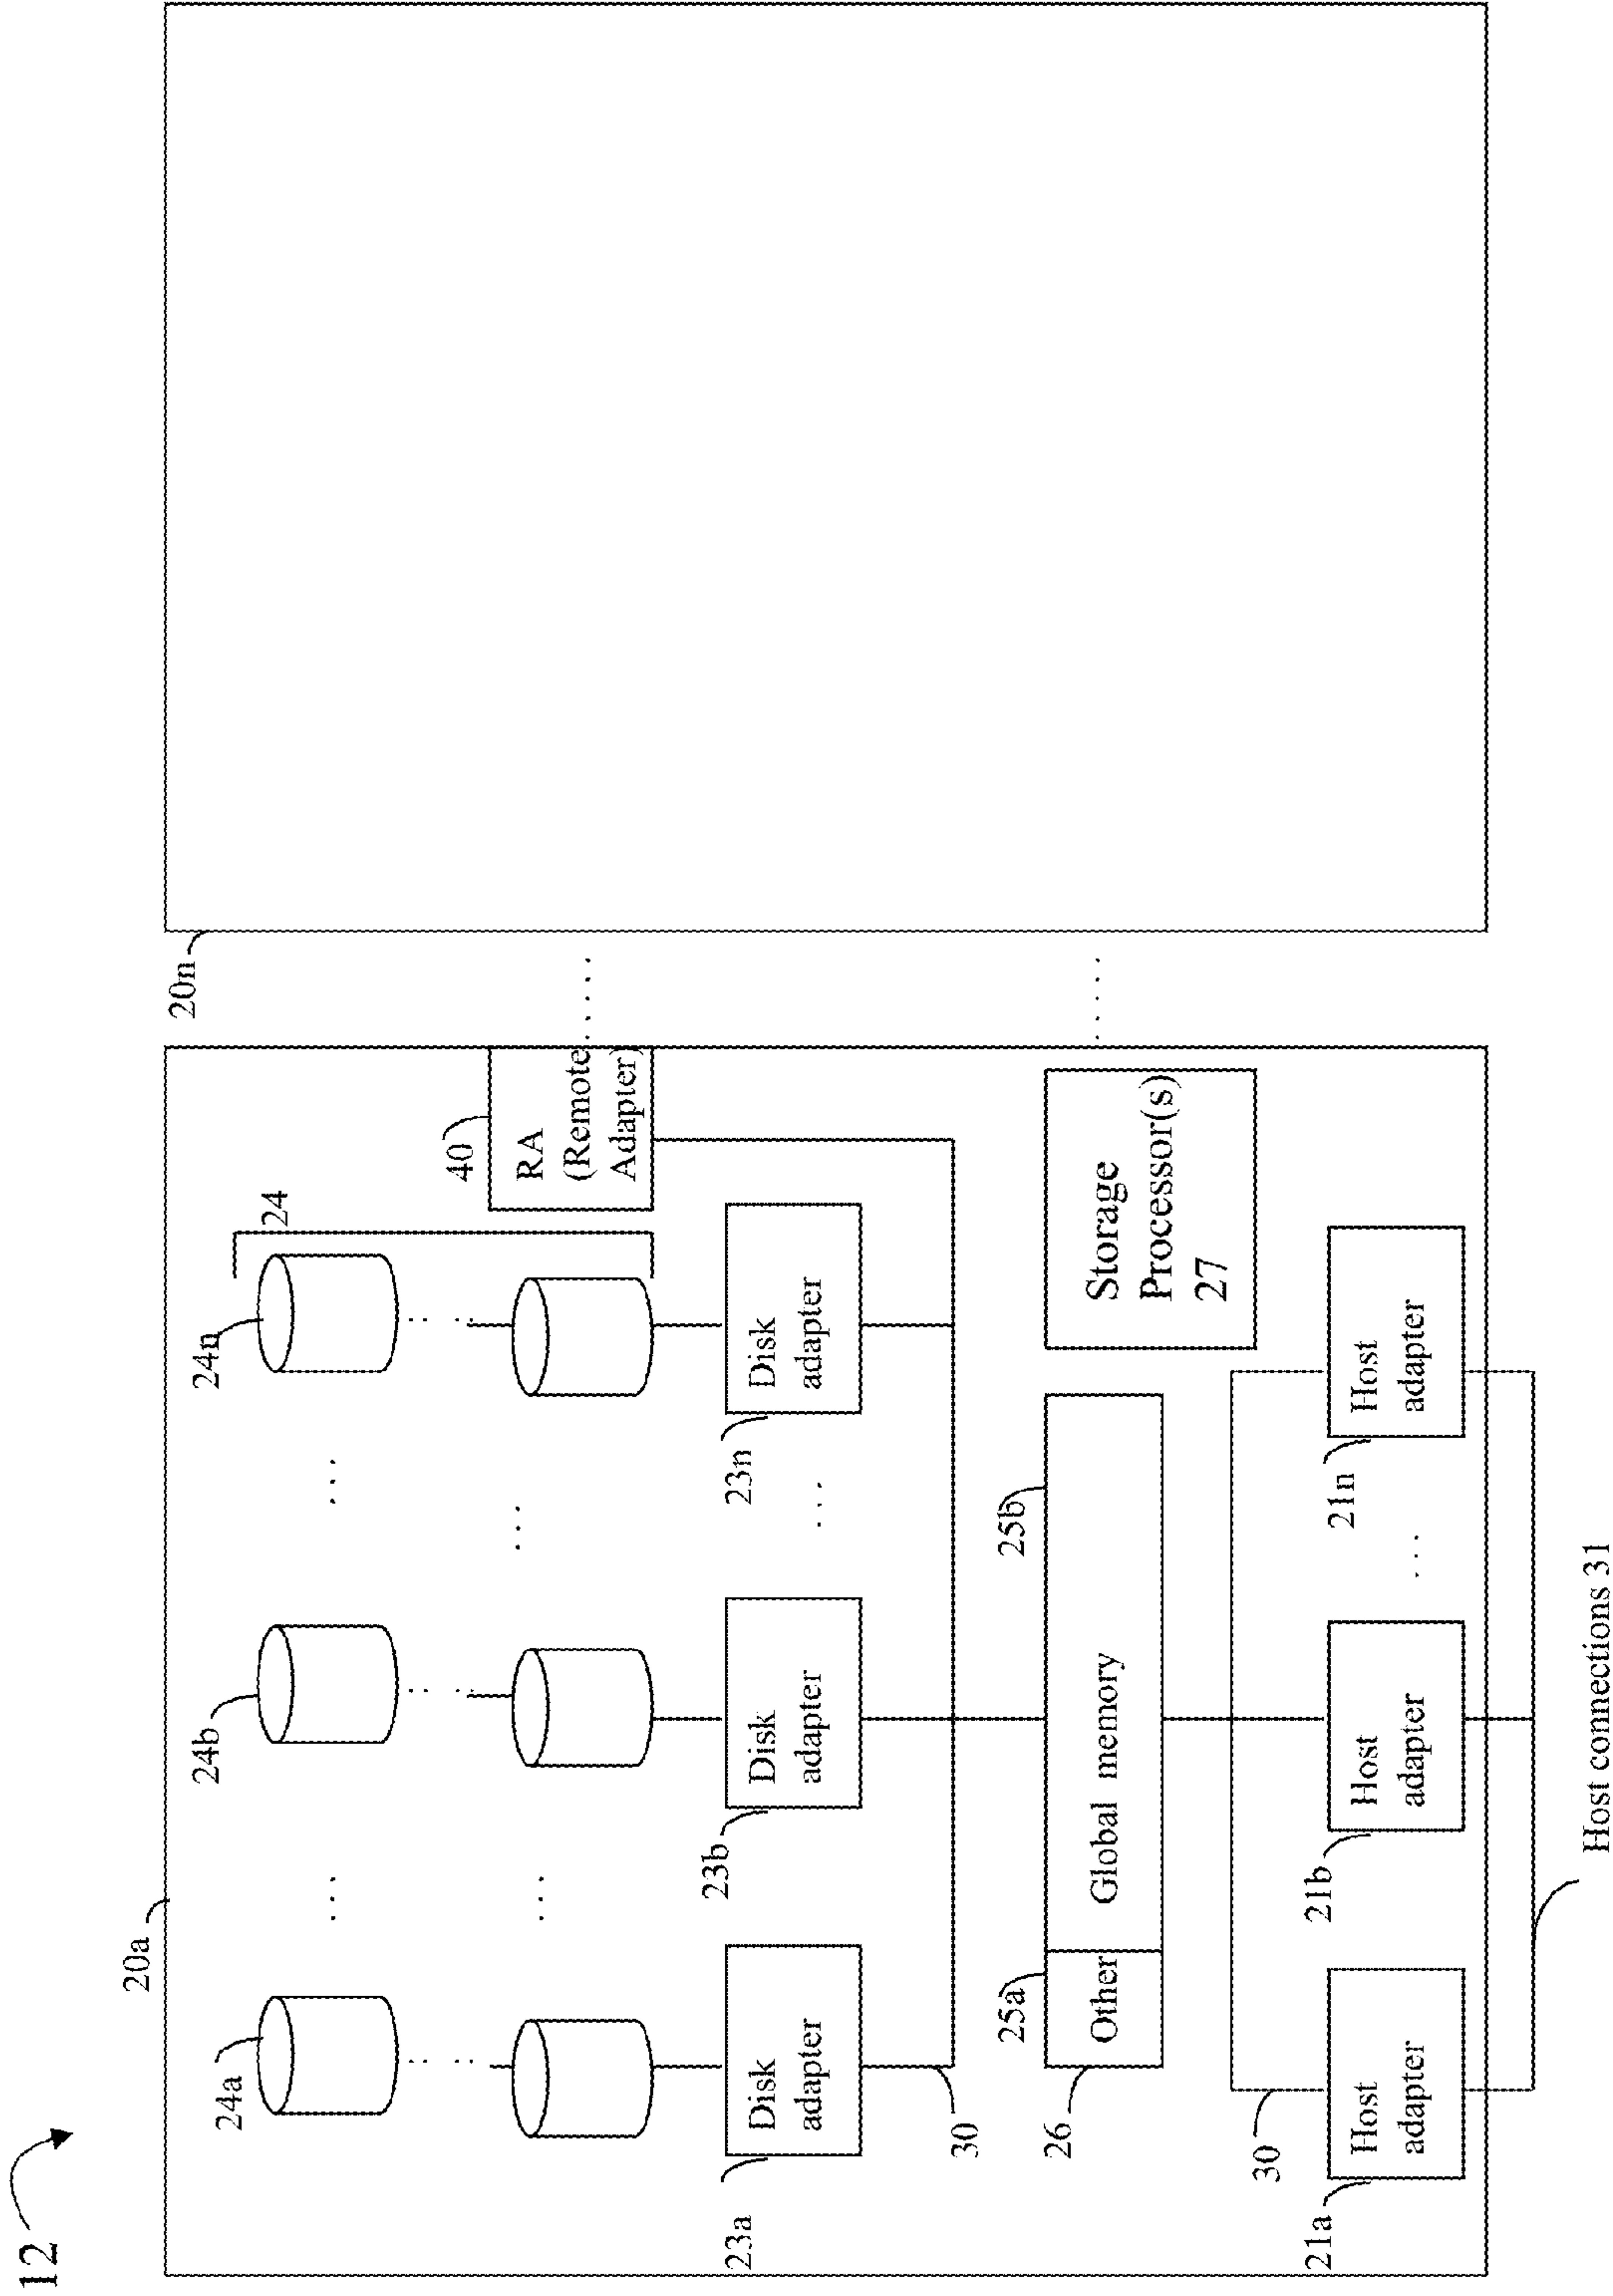 12
20a
20n
24a
24b
24n
24
40
RA
(Remote
Adapter)
Disk
adapter
Disk
adapter
Disk
adapter
23a
23b
23n
30
25a
25b
26
Other
Global memory
Storage
Processor(s)
27
30
Host
adapter
Host
adapter
Host
adapter
21a
21b
21n
Host connections 31